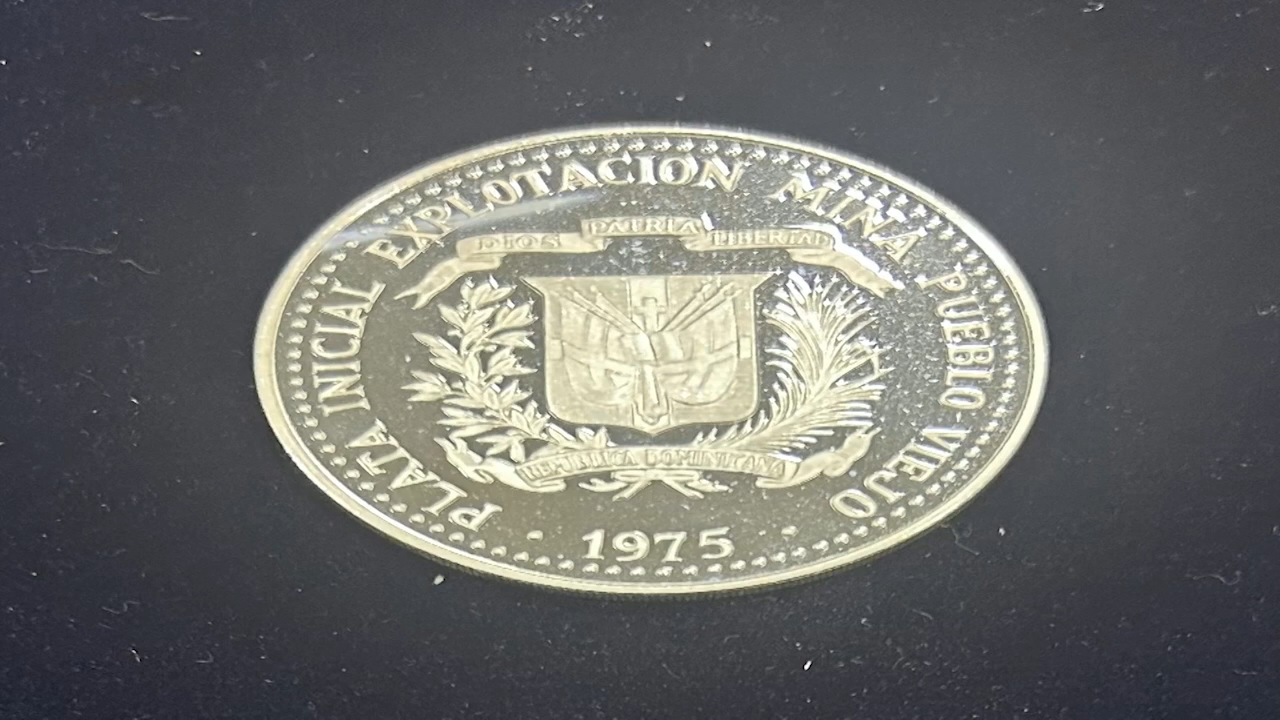 PLATA INICIAL EXPLOTACION MINA PUEBLO VIEJO
DIOS PATRIA LIBERTAD
REPUBLICA DOMINICANA
1975